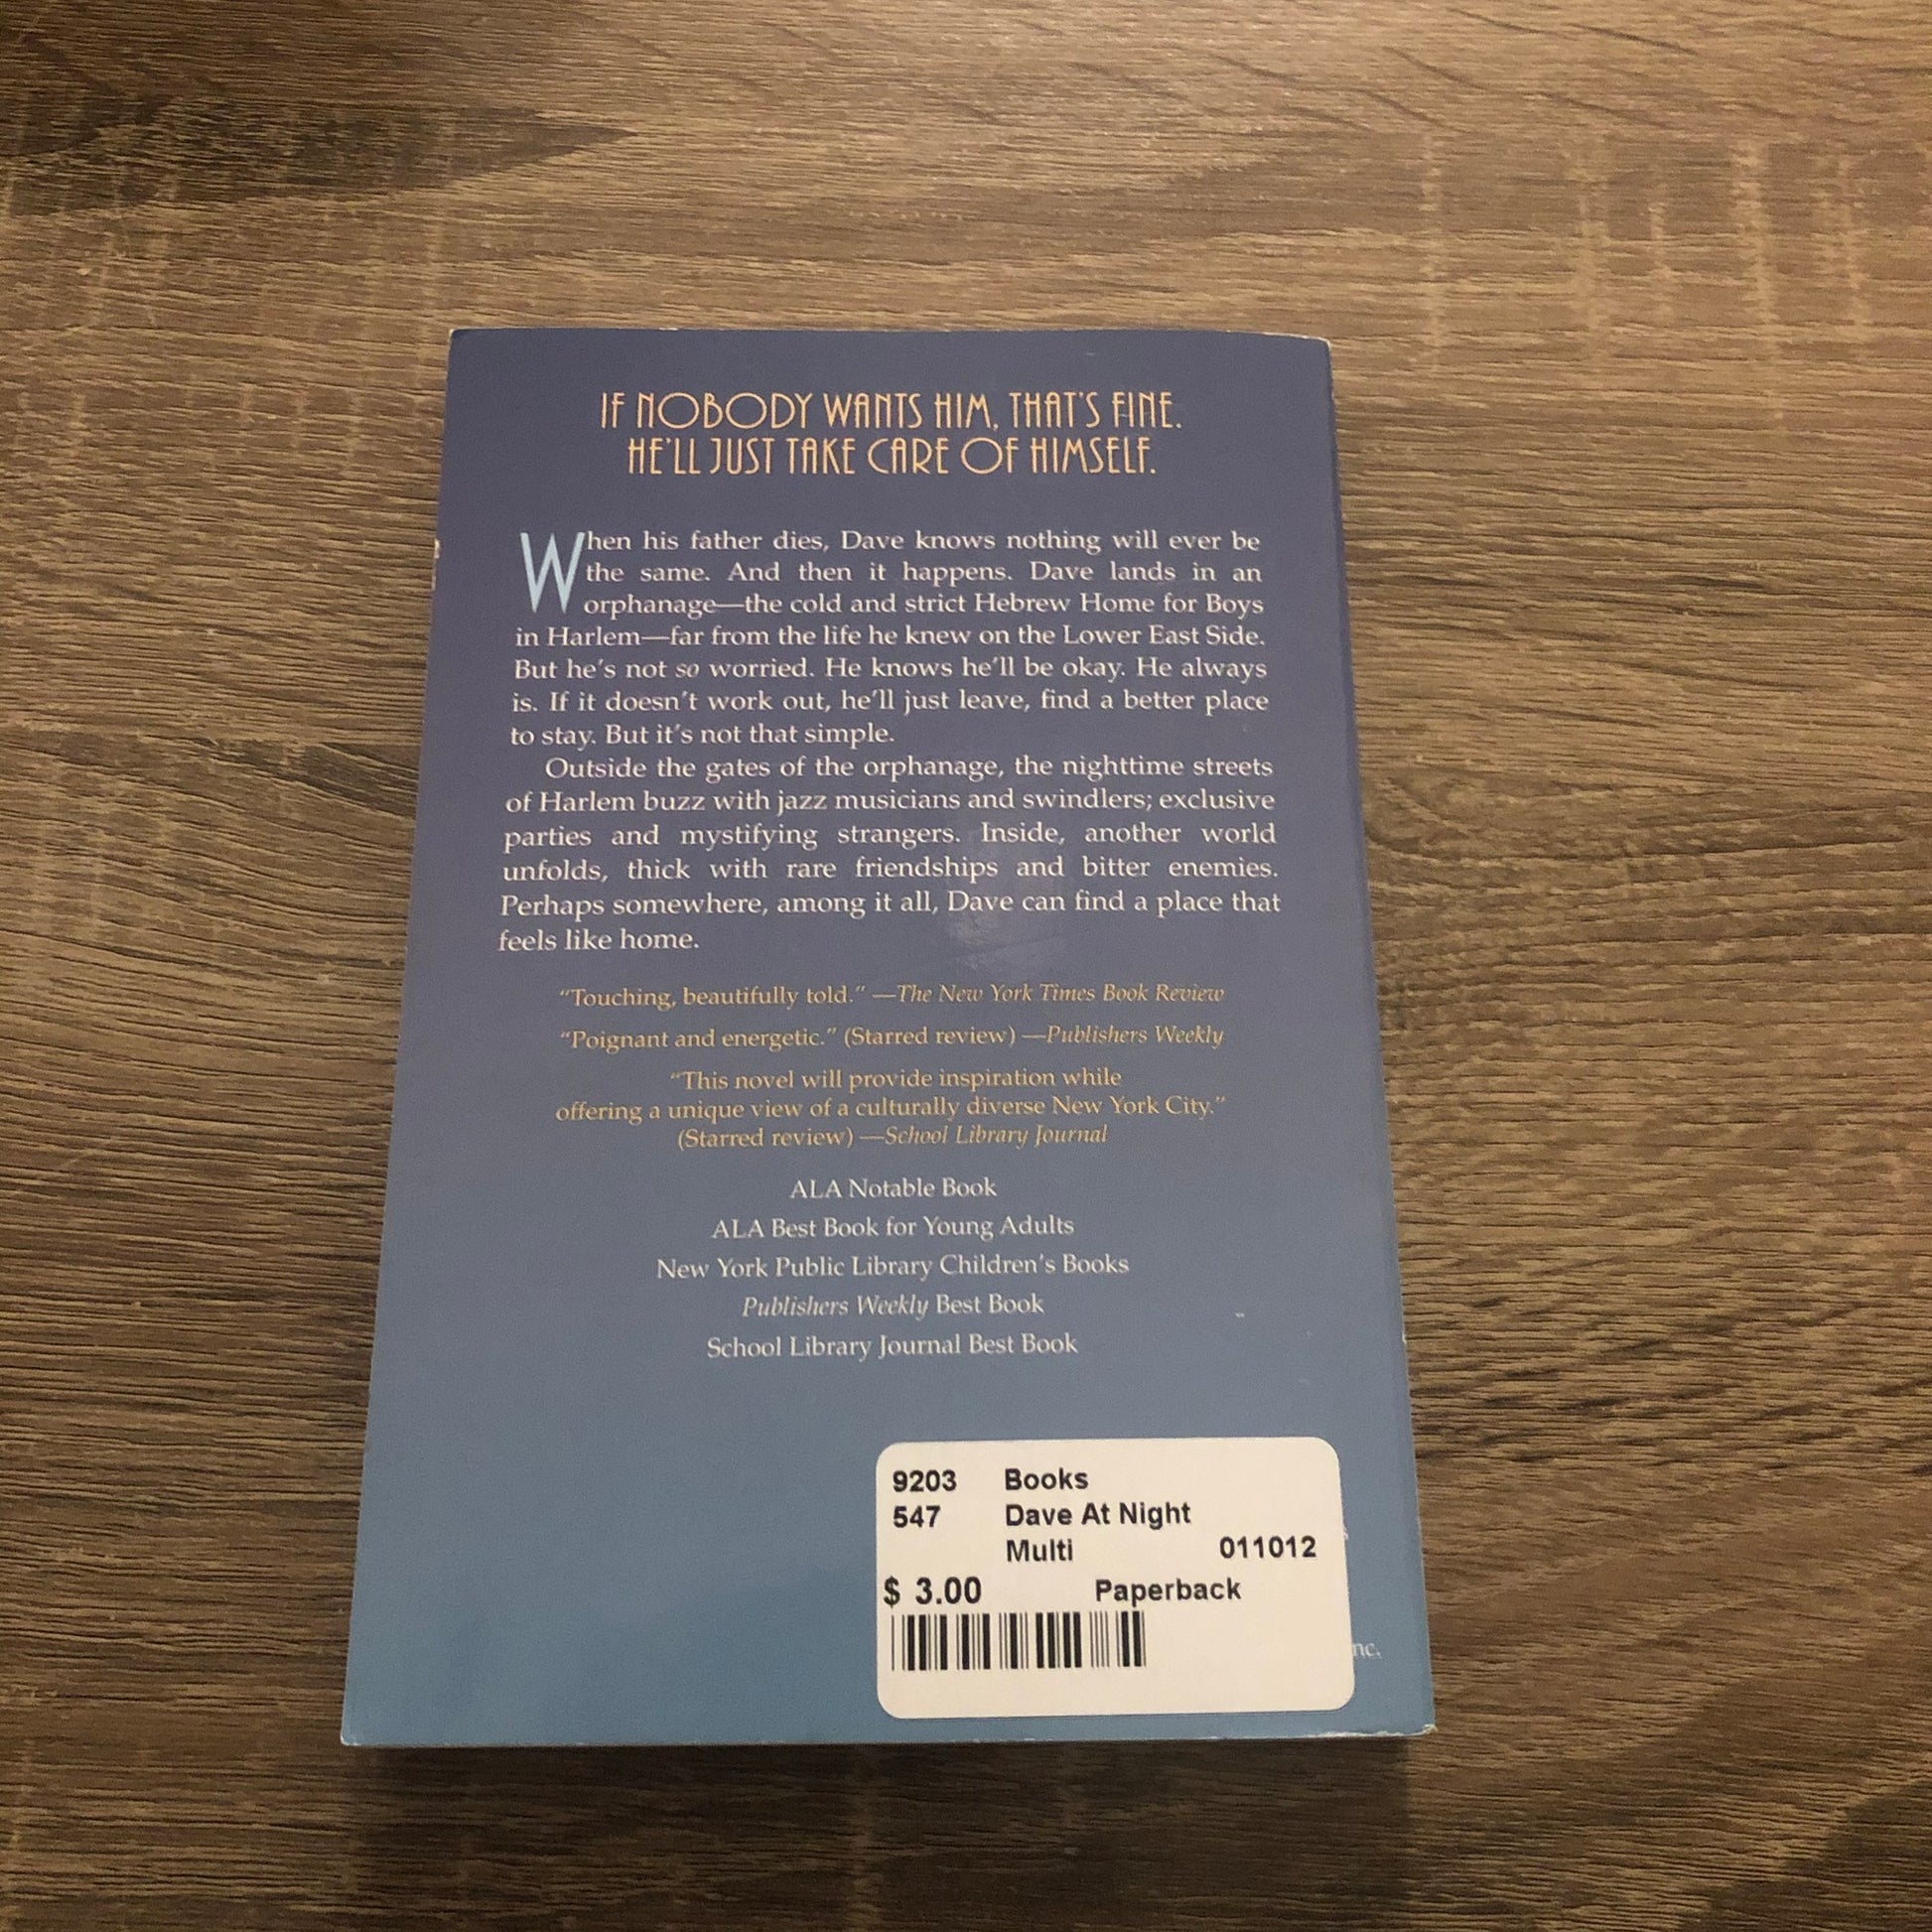 IF NOBODY WANTS HIM, THAT'S FINE.
HE'LL JUST TAKE CARE OF HIMSELF.
When his father dies, Dave knows nothing will ever be
the same. And then it happens. Dave lands in an
orphanage—the cold and strict Hebrew Home for Boys
in Harlem—far from the life he knew on the Lower East Side.
But he's not so worried. He knows he'll be okay. He always
is. If it doesn't work out, he'll just leave, find a better place
to stay. But it's not that simple.
Outside the gates of the orphanage, the nighttime streets
of Harlem buzz with jazz musicians and swindlers; exclusive
parties and mystifying strangers. Inside, another world
unfolds, thick with rare friendships and bitter enemies.
Perhaps somewhere, among it all, Dave can find a place that
feels like home.
“Touching, beautifully told.” —The New York Times Book Review
“Poignant and energetic.” (Starred review) —Publishers Weekly
“This novel will provide inspiration while
offering a unique view of a culturally diverse New York City.”
(Starred review) —School Library Journal
ALA Notable Book
ALA Best Book for Young Adults
New York Public Library Children's Books
Publishers Weekly Best Book
School Library Journal Best Book
9203 Books
547 Dave At Night
Multi 011012
$ 3.00 Paperback
nc.